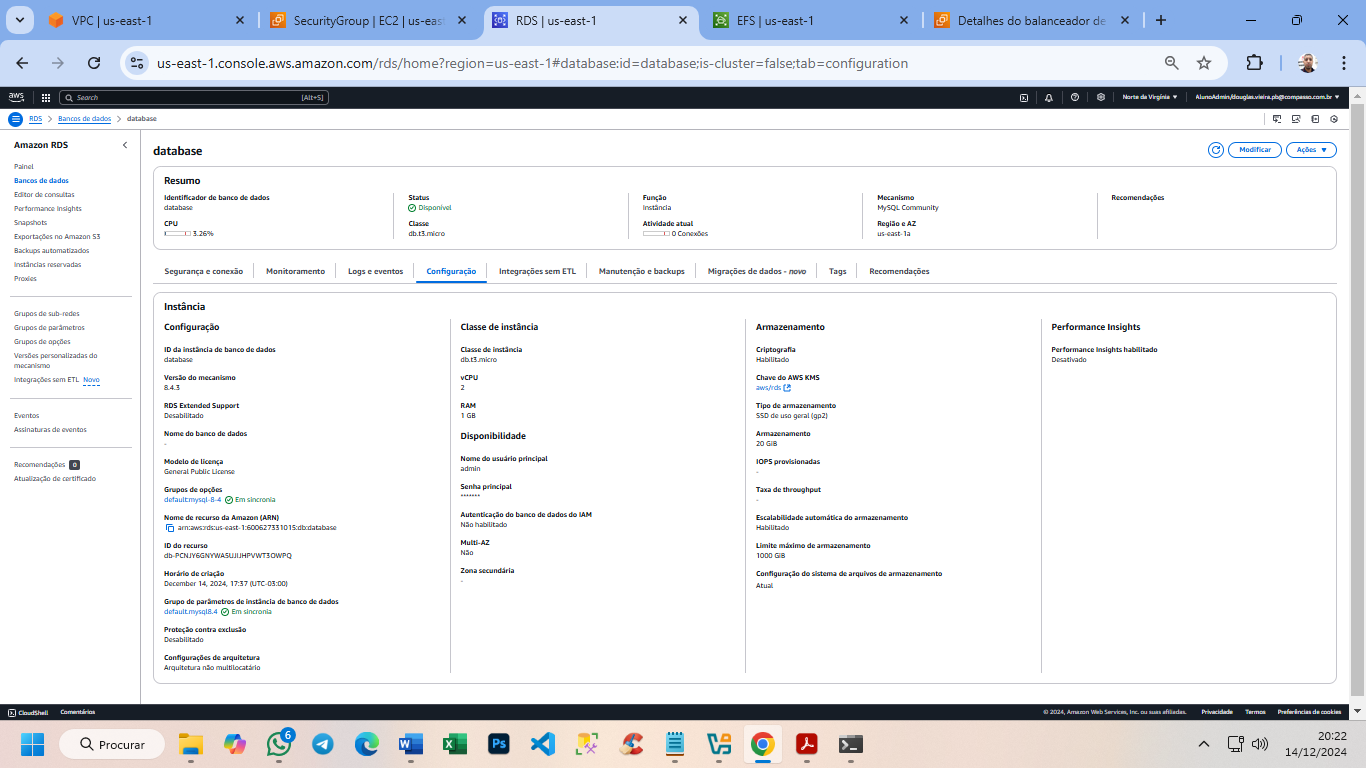 VPC | us-east-1
SecurityGroup | EC2 | us-eas
RDS | us-east-1
EFS | us-east-1
Detalhes do balanceador de
us-east-1.console.aws.amazon.com/rds/home?region=us-east-1#database:id=database;is-cluster=false;tab=configuration
aws
Search
[Alt+S]
Norte da Virgínia
AlunoAdmin/douglas.vieira.pb@compasso.com.br
RDS
Bancos de dados
database
Amazon RDS
Painel
Bancos de dados
Editor de consultas
Performance Insights
Snapshots
Exportações no Amazon S3
Backups automatizados
Instâncias reservadas
Proxies
Grupos de sub-redes
Grupos de parâmetros
Grupos de opções
Versões personalizadas do
mecanismo
Integrações sem ETL Novo
Eventos
Assinaturas de eventos
Recomendações 0
Atualização de certificado
database
Modificar
Ações
Resumo
Identificador de banco de dados
database
CPU
3.26%
Status
Disponível
Classe
db.t3.micro
Função
Instância
Atividade atual
0 Conexões
Mecanismo
MySQL Community
Região e AZ
us-east-1a
Recomendações
Segurança e conexão
Monitoramento
Logs e eventos
Configuração
Integrações sem ETL
Manutenção e backups
Migrações de dados - novo
Tags
Recomendações
Instância
Configuração
ID da instância de banco de dados
database
Versão do mecanismo
8.4.3
RDS Extended Support
Desabilitado
Nome do banco de dados
-
Modelo de licença
General Public License
Grupos de opções
default:mysql-8-4 Em sincronia
Nome de recurso da Amazon (ARN)
arn:aws:rds:us-east-1:600627331015:db:database
ID do recurso
db-PCNJY6GNYWASUJIJHPVWT3OWPQ
Horário de criação
December 14, 2024, 17:37 (UTC-03:00)
Grupo de parâmetros de instância de banco de dados
default.mysql8.4 Em sincronia
Proteção contra exclusão
Desabilitado
Configurações de arquitetura
Arquitetura não multilocatário
Classe de instância
Classe de instância
db.t3.micro
vCPU
2
RAM
1 GB
Disponibilidade
Nome do usuário principal
admin
Senha principal
*******
Autenticação do banco de dados do IAM
Não habilitado
Multi-AZ
Não
Zona secundária
-
Armazenamento
Criptografia
Habilitado
Chave do AWS KMS
aws/rds
Tipo de armazenamento
SSD de uso geral (gp2)
Armazenamento
20 GiB
IOPS provisionadas
-
Taxa de throughput
-
Escalabilidade automática do armazenamento
Habilitado
Limite máximo de armazenamento
1000 GiB
Configuração do sistema de arquivos de armazenamento
Atual
Performance Insights
Performance Insights habilitado
Desativado
CloudShell
Comentários
© 2024, Amazon Web Services, Inc. ou suas afiliadas.
Privacidade
Termos
Preferências de cookies
Procurar
6
20:22
14/12/2024